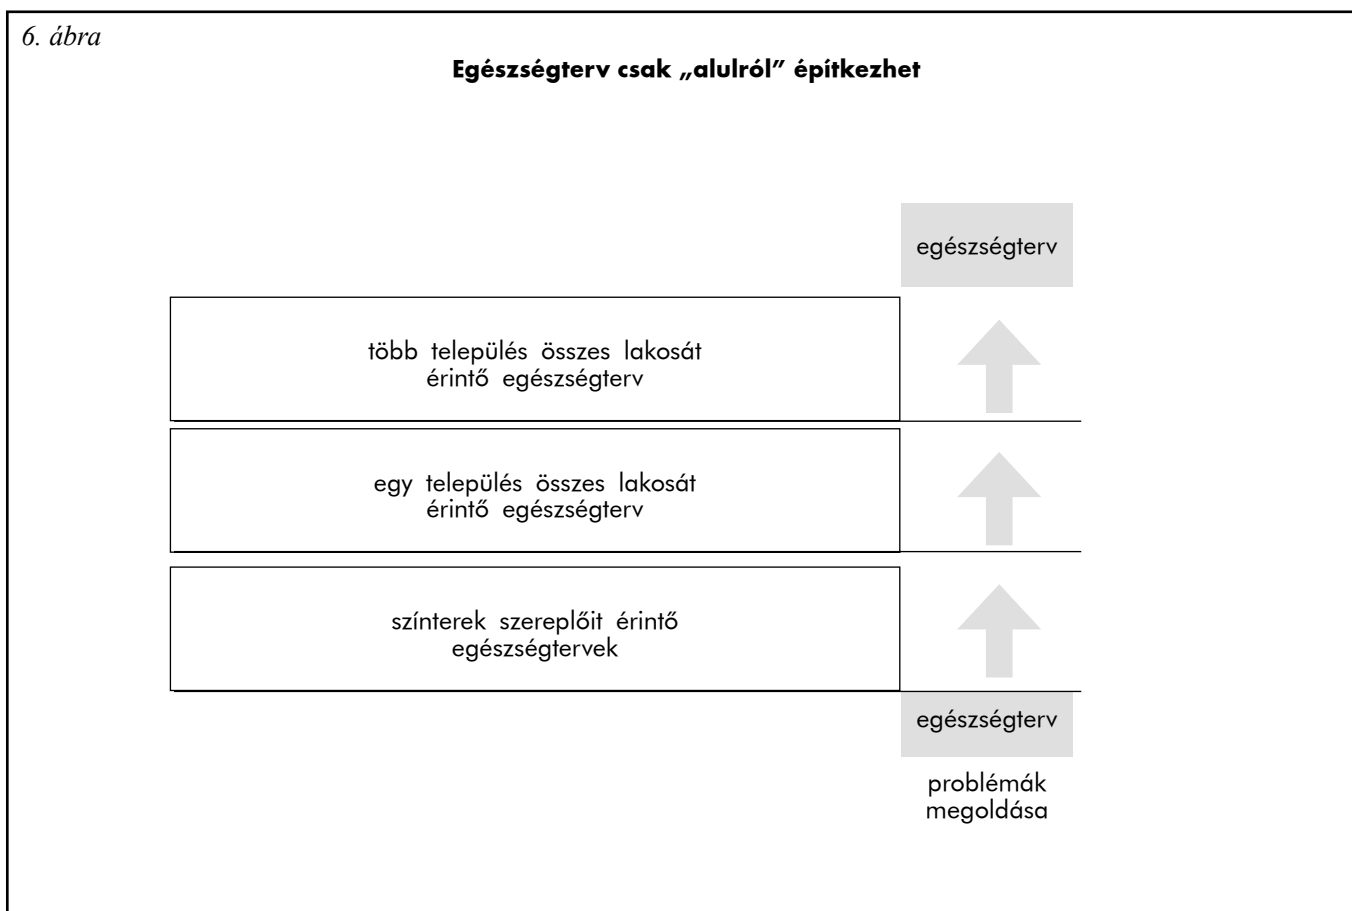 6. ábra
Egészségterv csak „alulról” építkezhet
egészségterv
több település összes lakosát
érintő egészségterv
egy település összes lakosát
érintő egészségterv
színterek szereplőit érintő
egészségtervek
egészségterv
problémák
megoldása